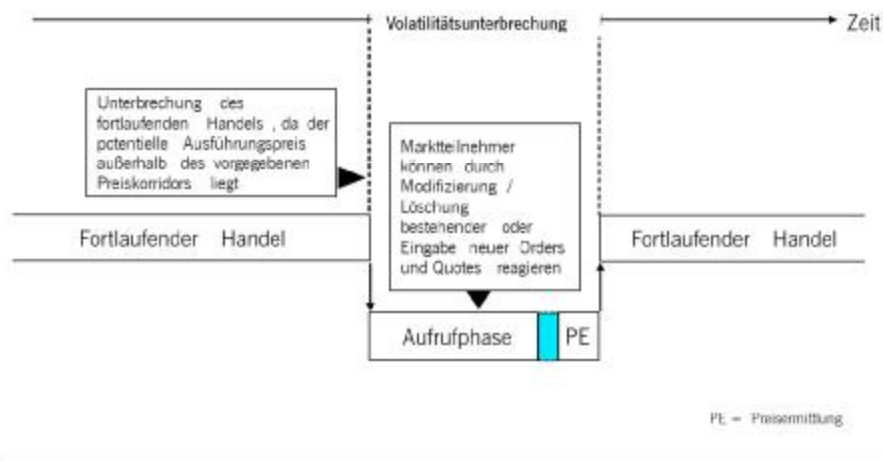 Volatilitätsunterbrechung
Zeit
Unterbrechung des
fortlaufenden Handels , da der
potentielle Ausführungspreis
außerhalb des vorgegebenen
Preiskorridors liegt
Marktteilnehmer
können durch
Modifizierung /
Löschung
bestehender oder
Eingabe neuer Orders
und Quotes reagieren
Fortlaufender Handel
Fortlaufender Handel
Aufrufphase
PE
PE = Preisermittlung